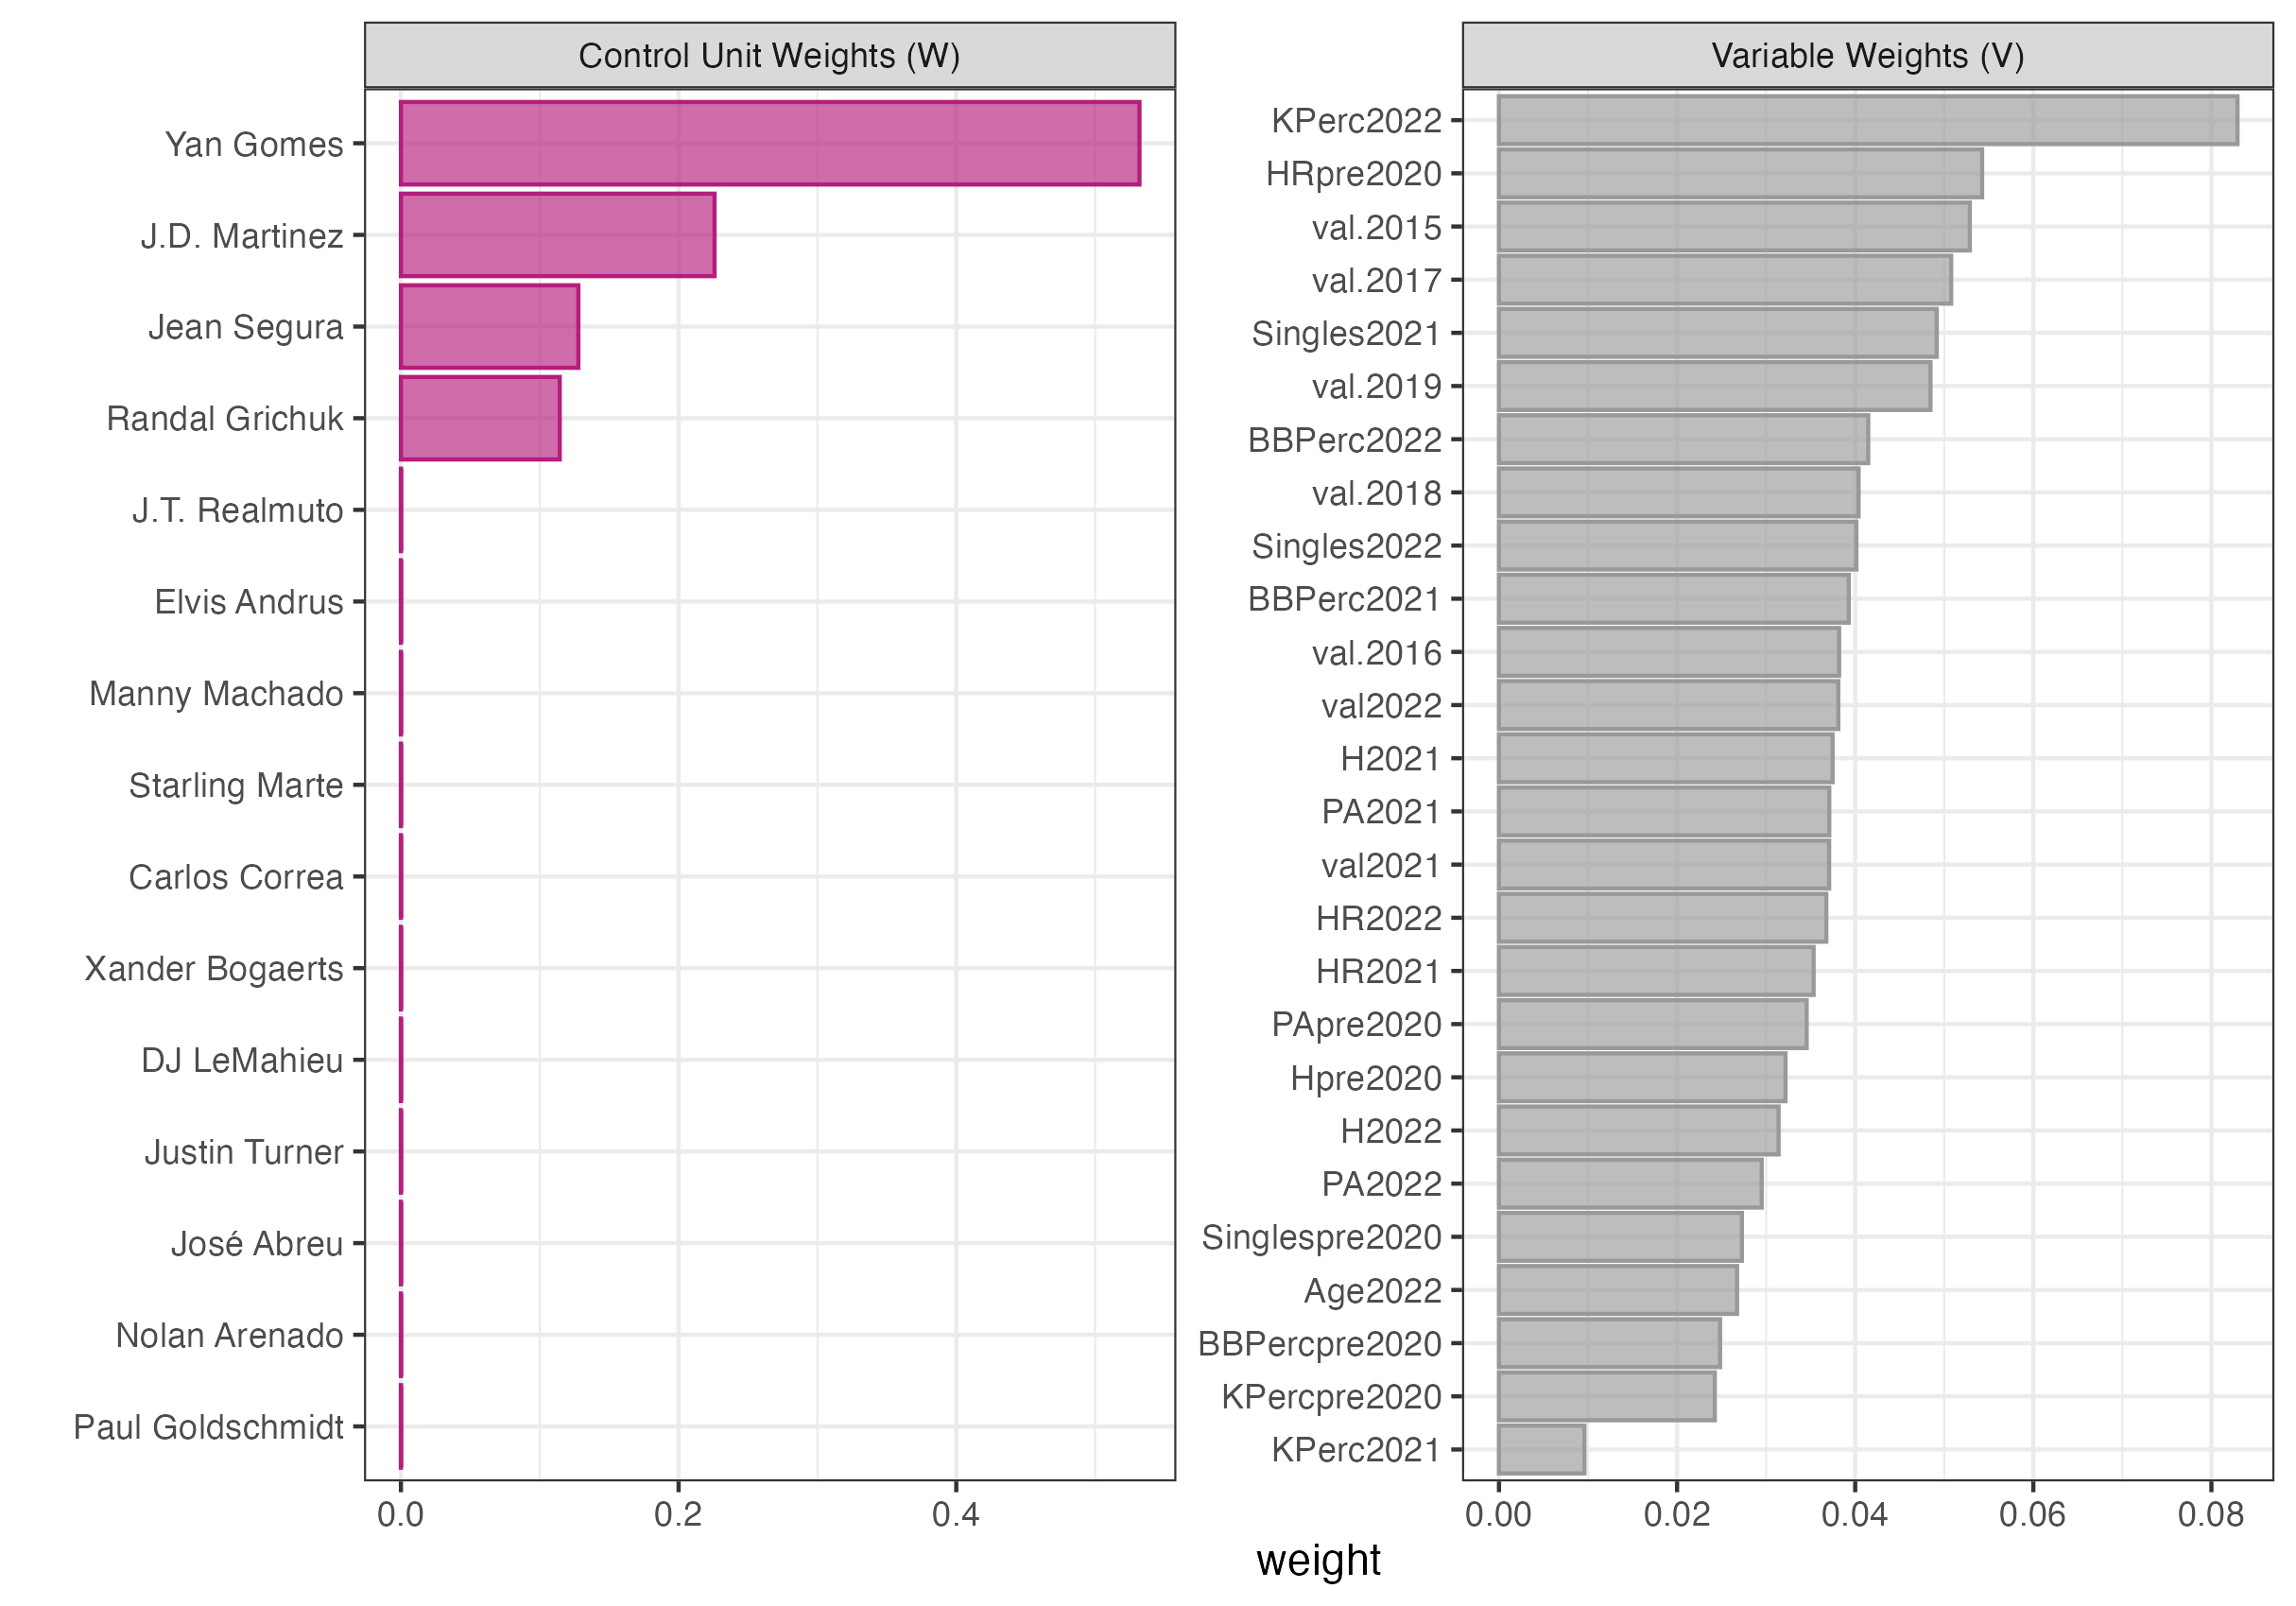 Control Unit Weights (W)
Yan Gomes
J.D. Martinez
Jean Segura
Randal Grichuk
J.T. Realmuto
Elvis Andrus
Manny Machado
Starling Marte
Carlos Correa
Xander Bogaerts
DJ LeMahieu
Justin Turner
José Abreu
Nolan Arenado
Paul Goldschmidt
0.0 0.2 0.4
Variable Weights (V)
KPerc2022
HRpre2020
val.2015
val.2017
Singles2021
val.2019
BBPerc2022
val.2018
Singles2022
BBPerc2021
val.2016
val2022
H2021
PA2021
val2021
HR2022
HR2021
PApre2020
Hpre2020
H2022
PA2022
Singlespre2020
Age2022
BBPercpre2020
KPercpre2020
KPerc2021
0.00 0.02 0.04 0.06 0.08
weight